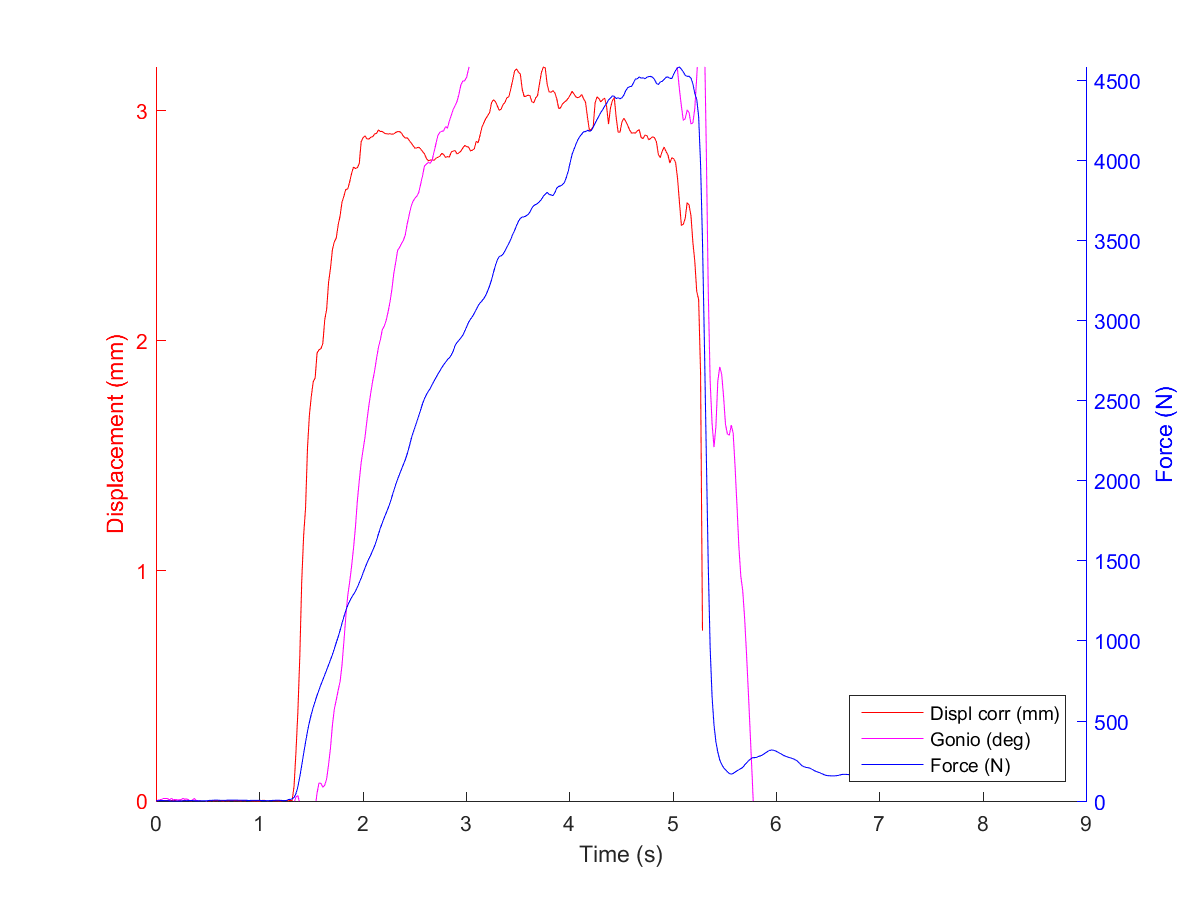 Displacement (mm)
3
2
1
0
4500
4000
3500
3000
2500
2000
1500
1000
500
0
Force (N)
Displ corr (mm)
Gonio (deg)
Force (N)
0 1 2 3 4 5 6 7 8 9
Time (s)